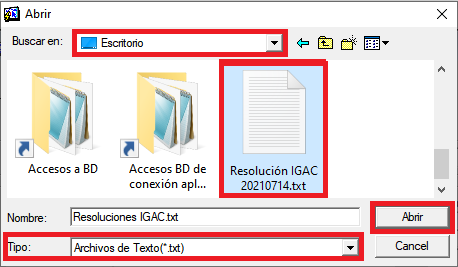 Abrir
Buscar en:
Escritorio
Accesos a BD
Accesos BD de
conexión apl...
Resolución IGAC
20210714.txt
Nombre:
Resoluciones IGAC.txt
Abrir
Tipo:
Archivos de Texto(*.txt)
Cancel